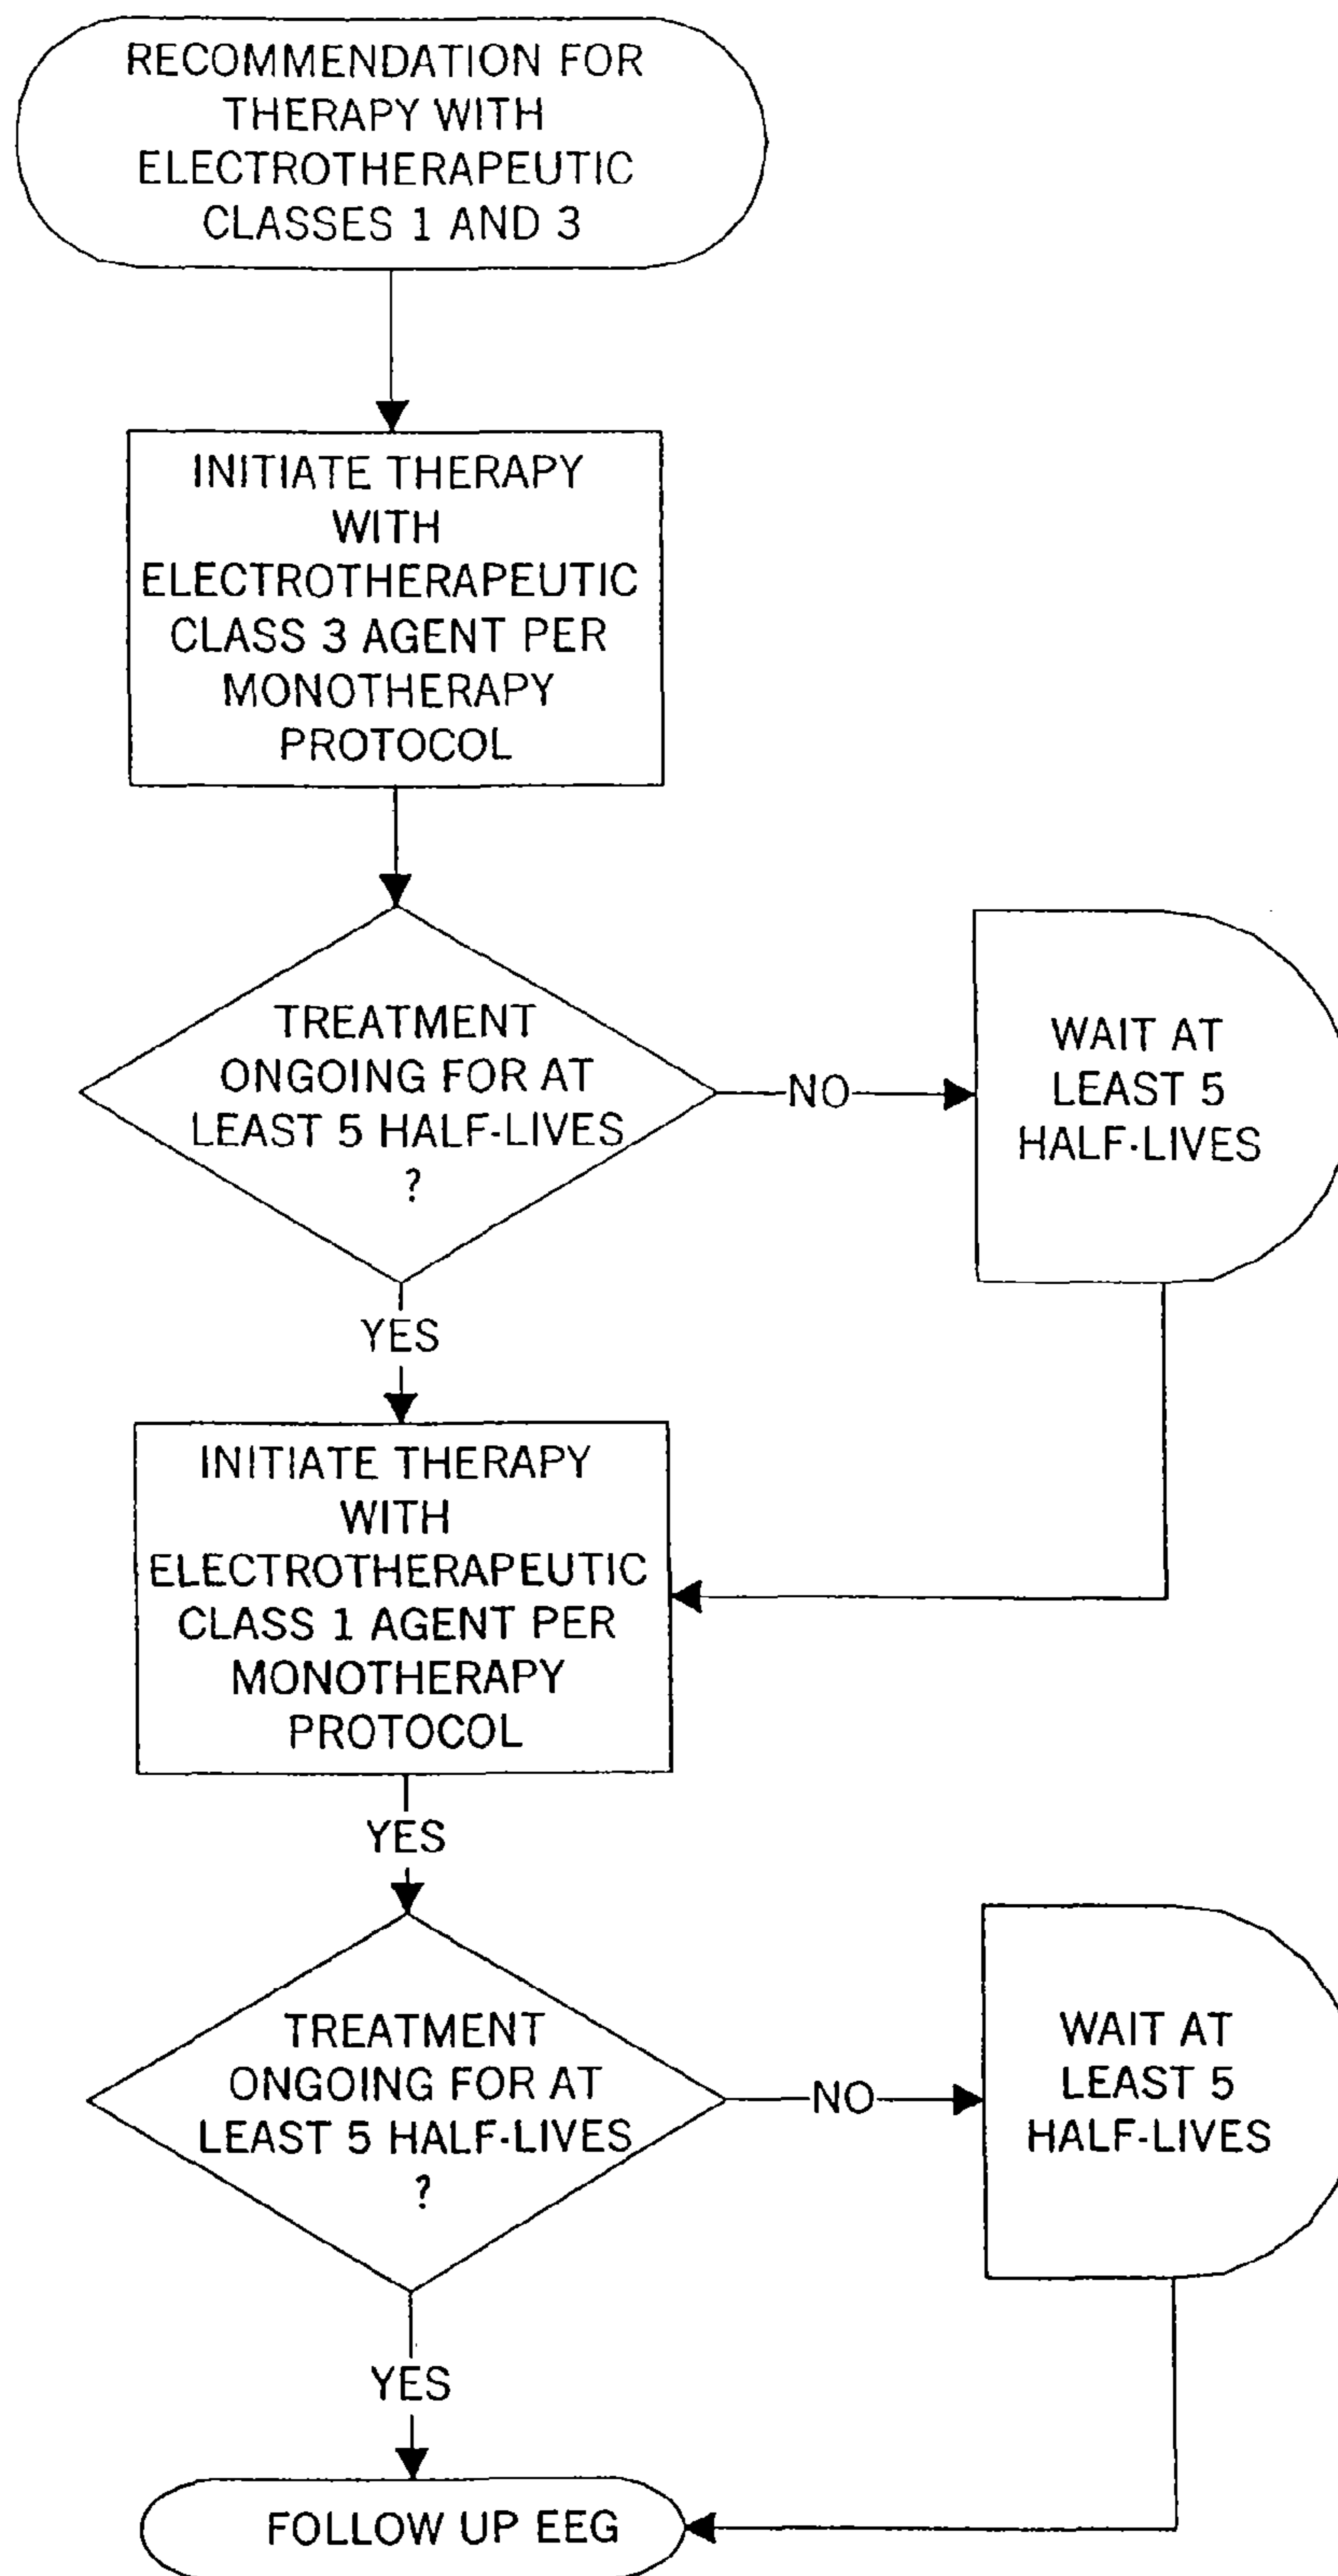 RECOMMENDATION FOR
THERAPY WITH
ELECTROTHERAPEUTIC
CLASSES 1 AND 3
INITIATE THERAPY
WITH
ELECTROTHERAPEUTIC
CLASS 3 AGENT PER
MONOTHERAPY
PROTOCOL
TREATMENT
ONGOING FOR AT
LEAST 5 HALF-LIVES
?
NO
WAIT AT
LEAST 5
HALF-LIVES
YES
INITIATE THERAPY
WITH
ELECTROTHERAPEUTIC
CLASS 1 AGENT PER
MONOTHERAPY
PROTOCOL
YES
TREATMENT
ONGOING FOR AT
LEAST 5 HALF-LIVES
?
NO
WAIT AT
LEAST 5
HALF-LIVES
YES
FOLLOW UP EEG